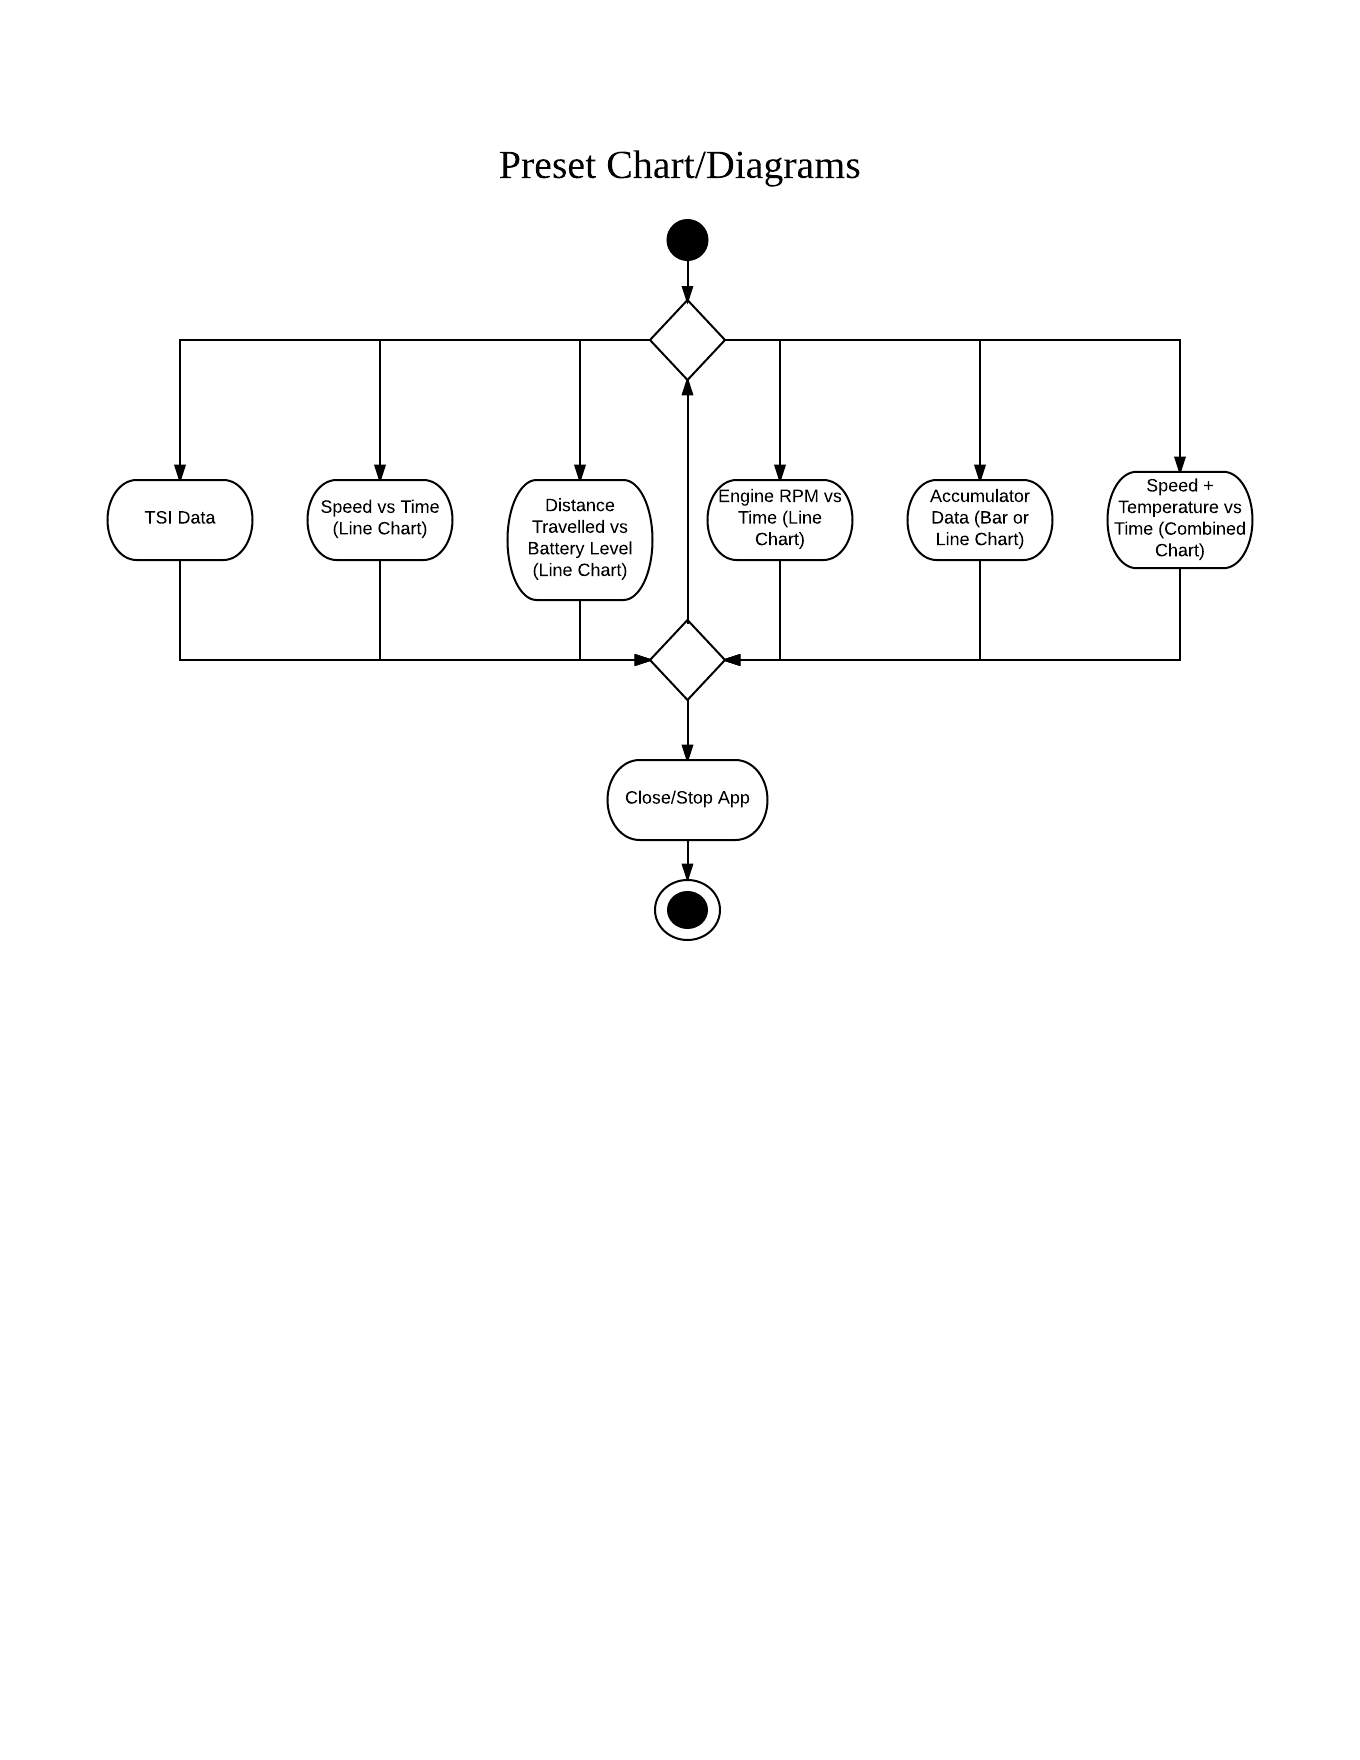 Preset Chart/Diagrams
TSI Data
Speed vs Time
(Line Chart)
Distance
Travelled vs
Battery Level
(Line Chart)
Engine RPM vs
Time (Line
Chart)
Accumulator
Data (Bar or
Line Chart)
Speed +
Temperature vs
Time (Combined
Chart)
Close/Stop App